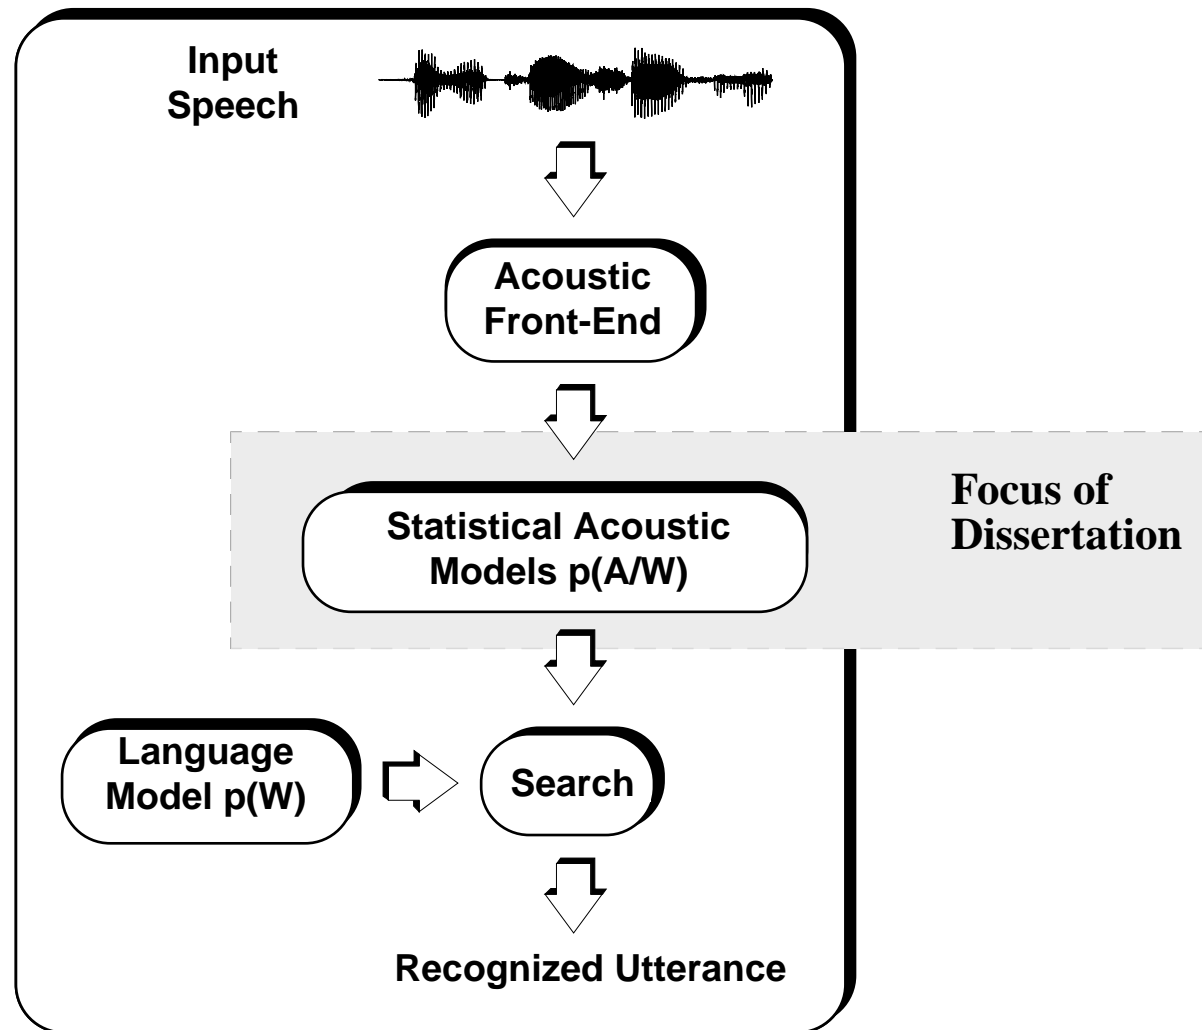 Input
Speech
Acoustic
Front-End
Statistical Acoustic
Models p(A/W)
Focus of
Dissertation
Language
Model p(W)
Search
Recognized Utterance